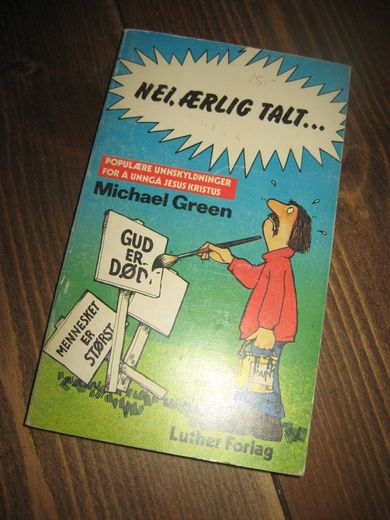 15.-
NEI, ÆRLIG TALT...
POPULÆRE UNNSKYLDNINGER
FOR Å UNNGÅ JESUS KRISTUS
Michael Green
GUD
ER
DØD
MENNESKET
ER
STØRST
Luther Forlag